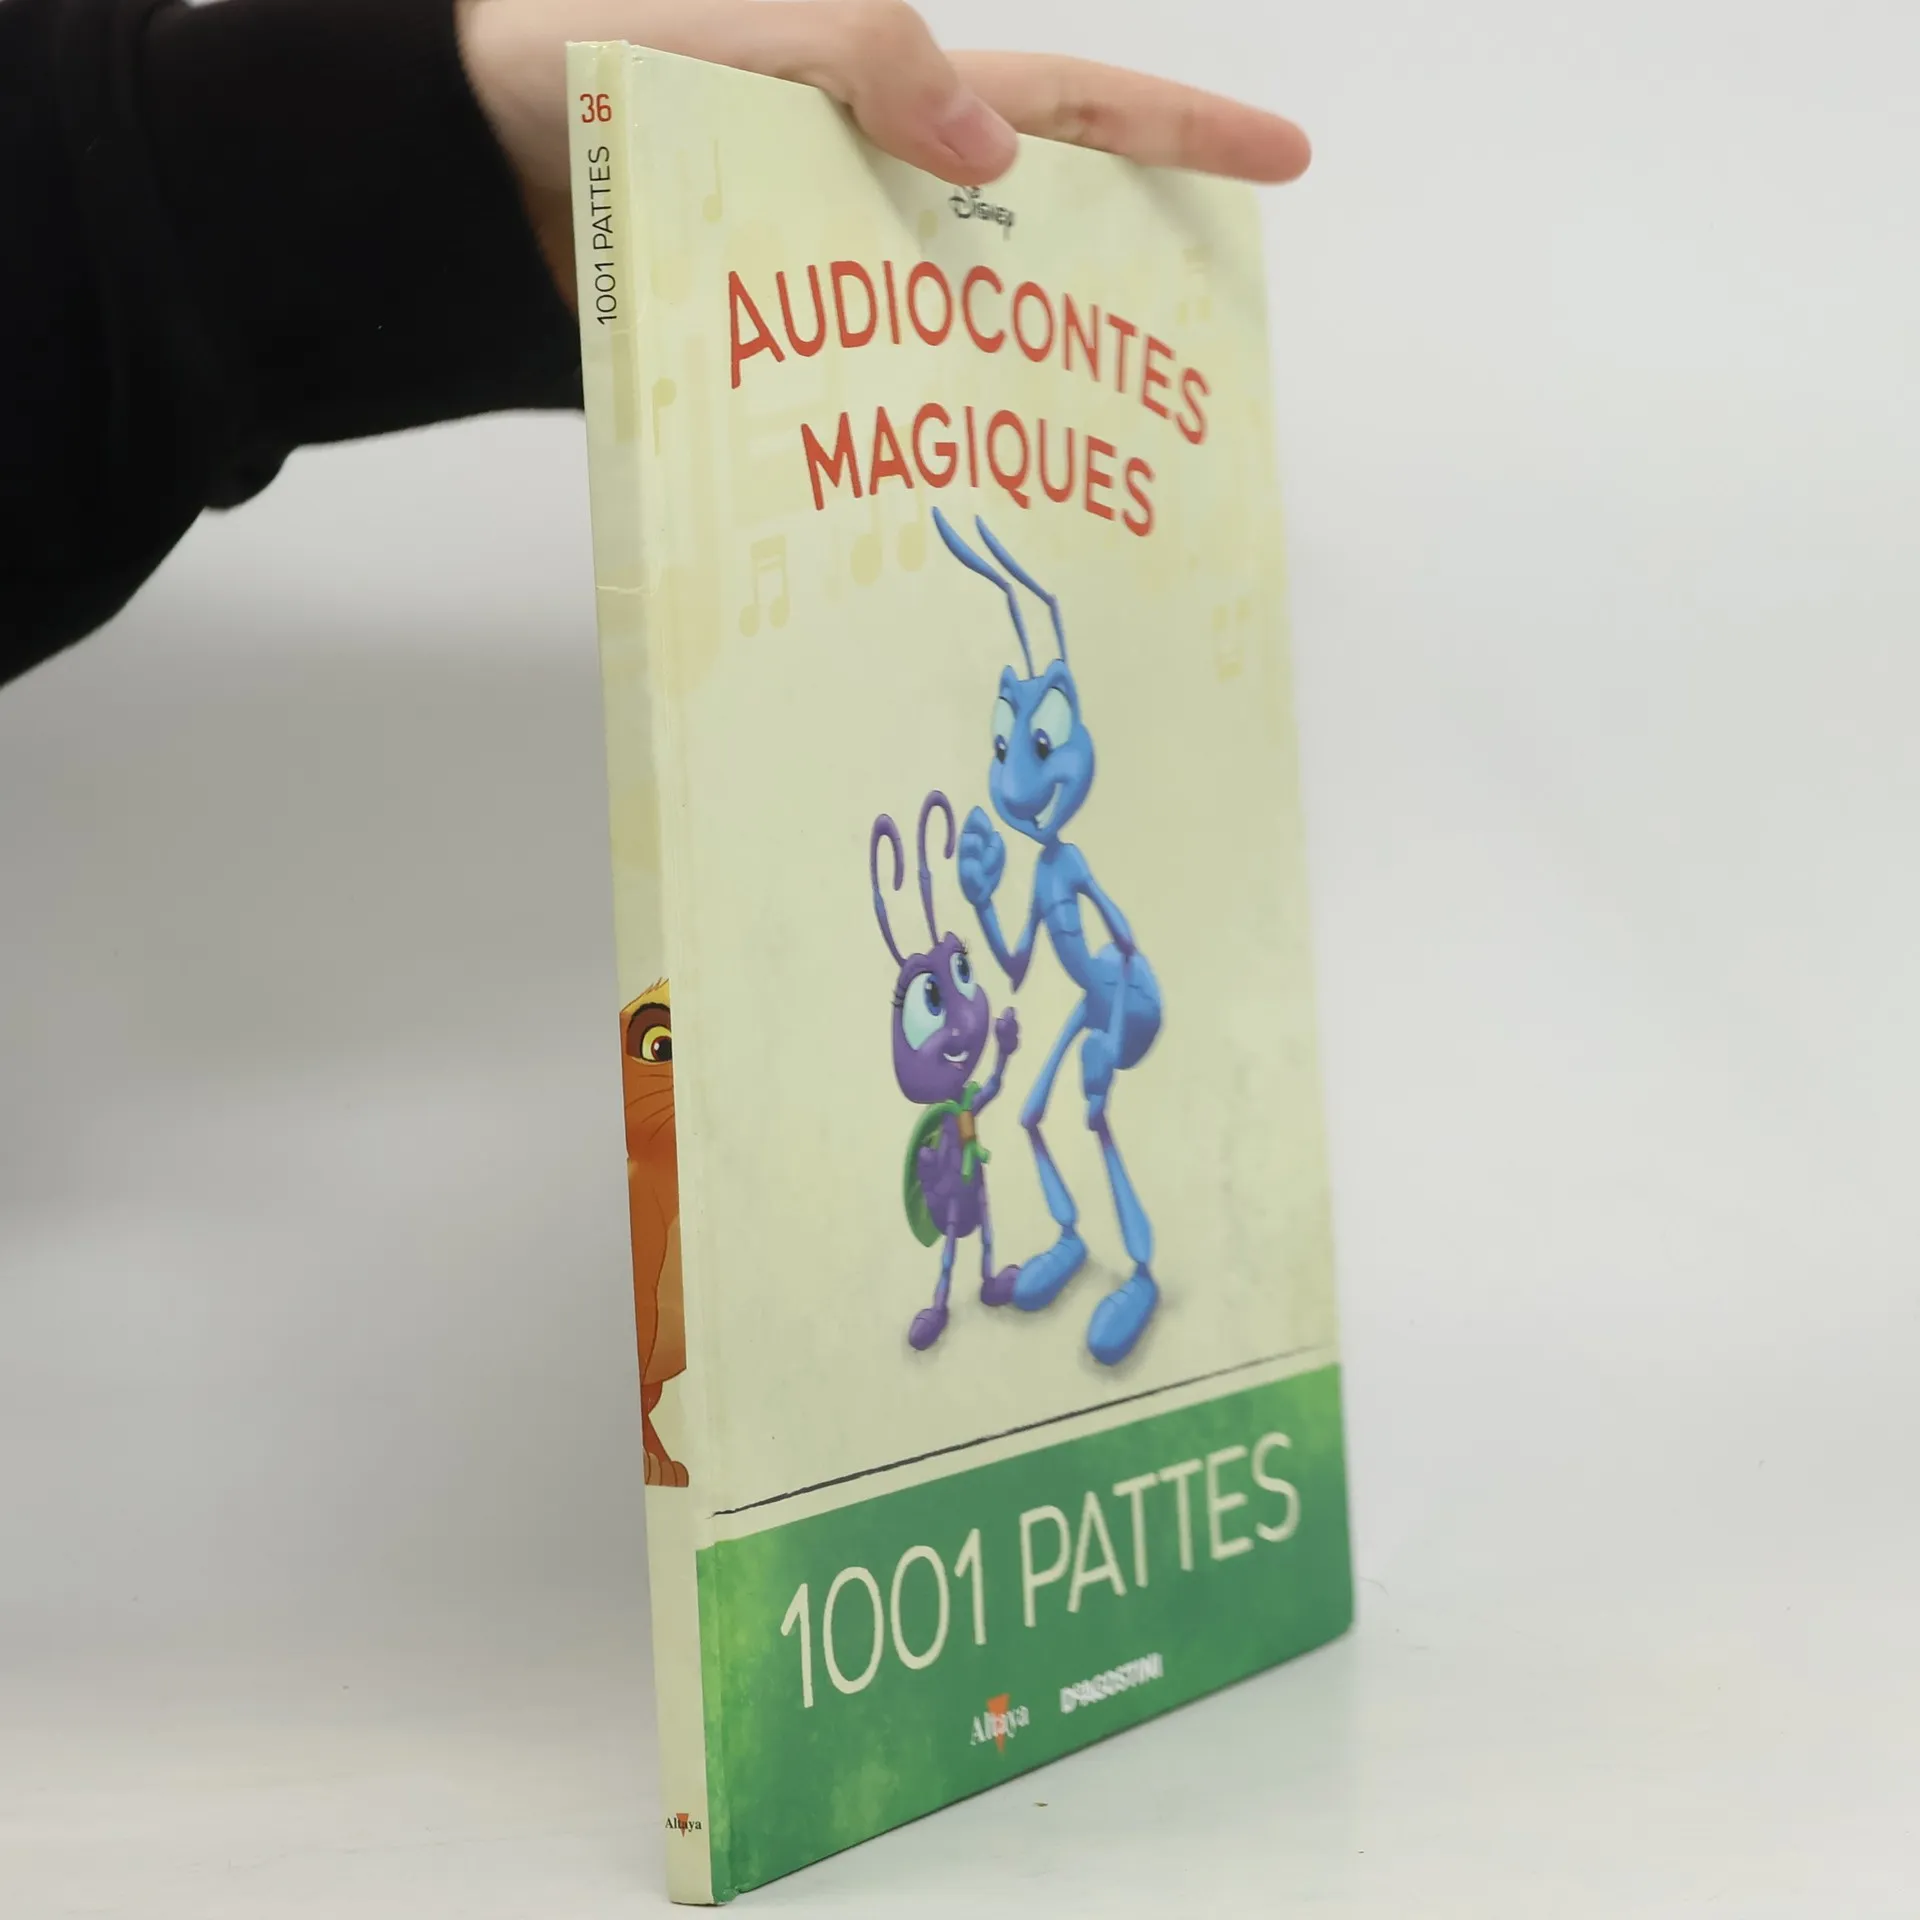 36
1001 PATTES
Disney
AUDIOCONTES
MAGIQUES
1001 PATTES
Altaya
DeAGOSTINI
Altaya